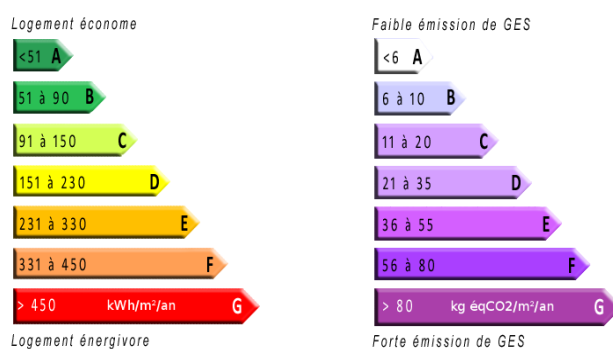 Logement économe
<51 A
51 à 90 B
91 à 150 C
151 à 230 D
231 à 330 E
331 à 450 F
> 450 kWh/m²/an G
Logement énergivore
Faible émission de GES
<6 A
6 à 10 B
11 à 20 C
21 à 35 D
36 à 55 E
56 à 80 F
> 80 kg éqCO2/m²/an G
Forte émission de GES